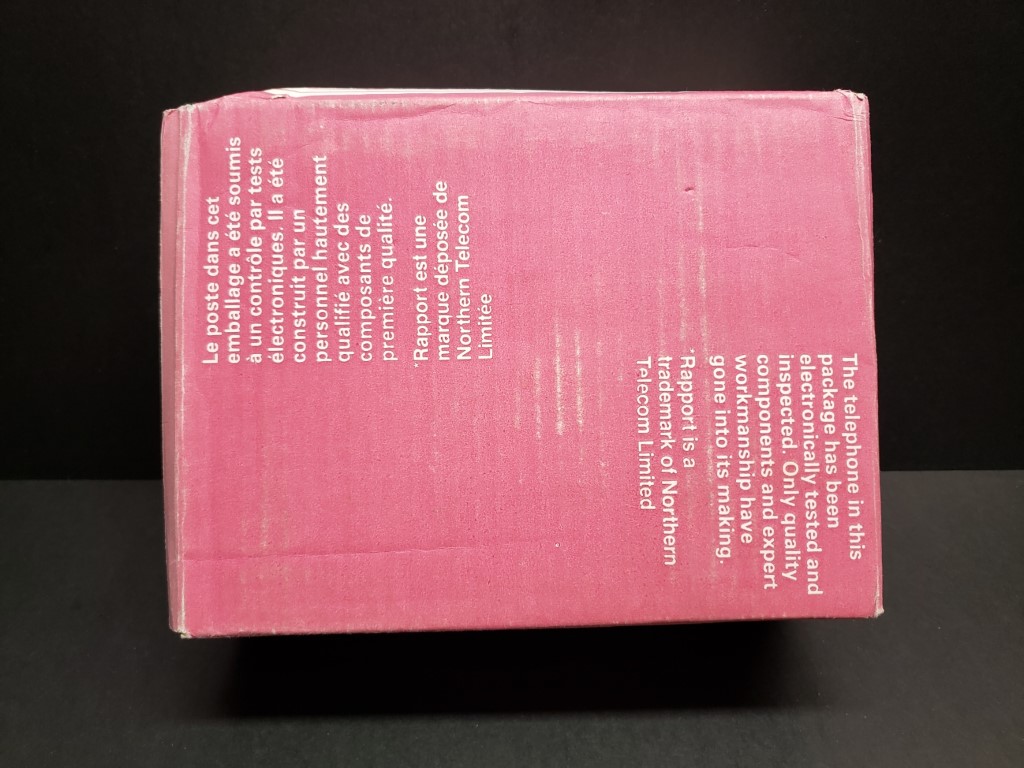 Le poste dans cet
emballage a été soumis
à un contrôle par tests
électroniques. Il a été
construit par un
personnel hautement
qualifié avec des
composants de
première qualité.
*Rapport est une
marque déposée de
Northern Telecom
Limitée
The telephone in this
package has been
electronically tested and
inspected. Only quality
components and expert
workmanship have
gone into its making.
*Rapport is a
trademark of Northern
Telecom Limited